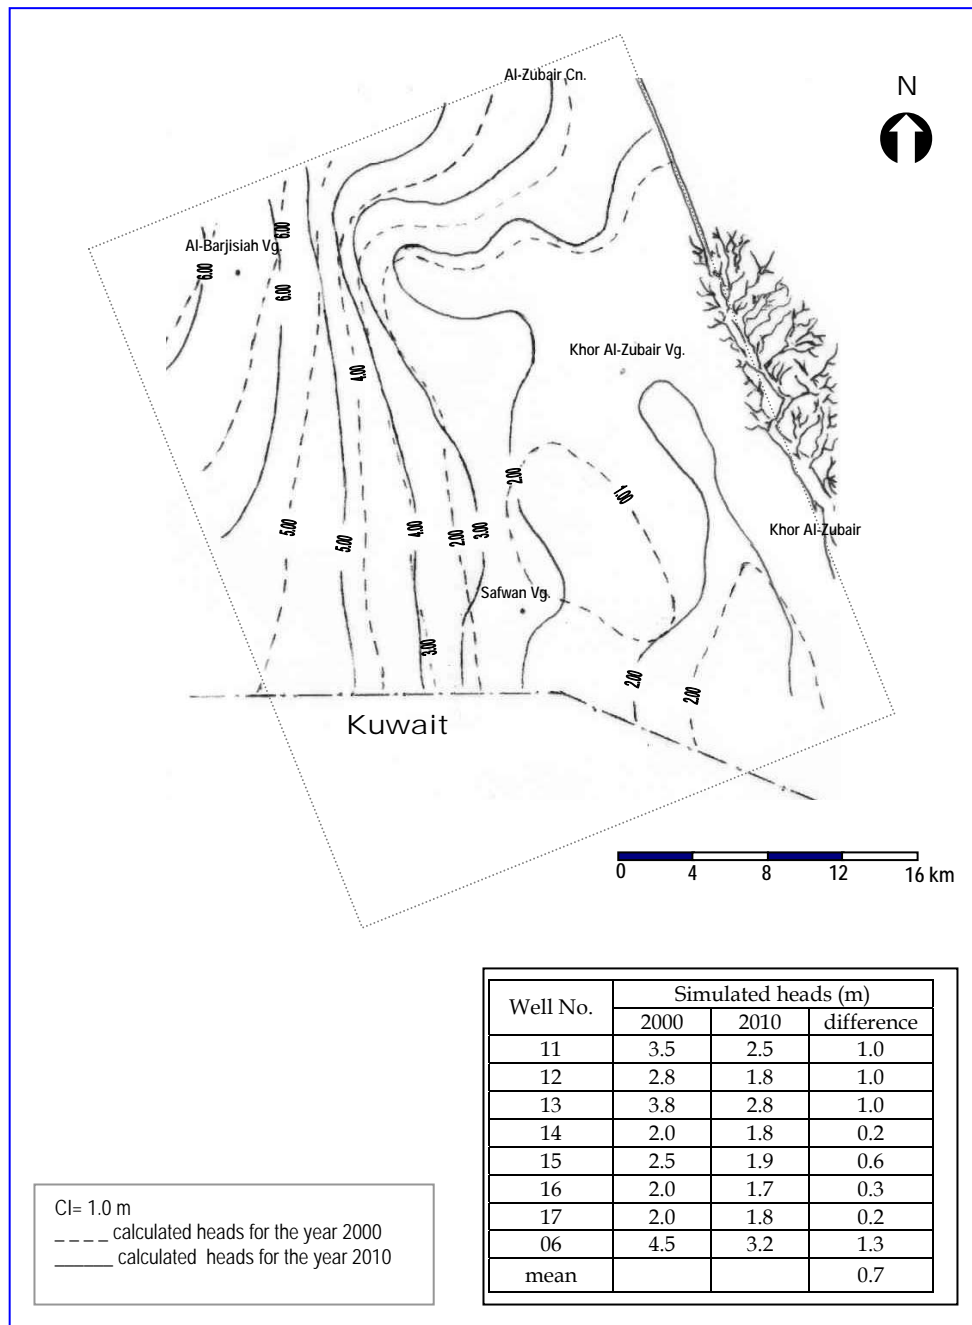 Al-Zubair Cn.
N
6.00
Al-Barjisiah Vg.
6.00
6.00
Khor Al-Zubair Vg.
4.00
2.00
1.00
5.00
5.00
4.00
2.00
3.00
Khor Al-Zubair
Safwan Vg.
3.00
2.00
2.00
Kuwait
0 4 8 12 16 km
Well No. Simulated heads (m)
2000 2010 difference
11 3.5 2.5 1.0
12 2.8 1.8 1.0
13 3.8 2.8 1.0
14 2.0 1.8 0.2
15 2.5 1.9 0.6
16 2.0 1.7 0.3
17 2.0 1.8 0.2
06 4.5 3.2 1.3
mean 0.7
CI= 1.0 m
_ _ _ _ calculated heads for the year 2000
______ calculated heads for the year 2010